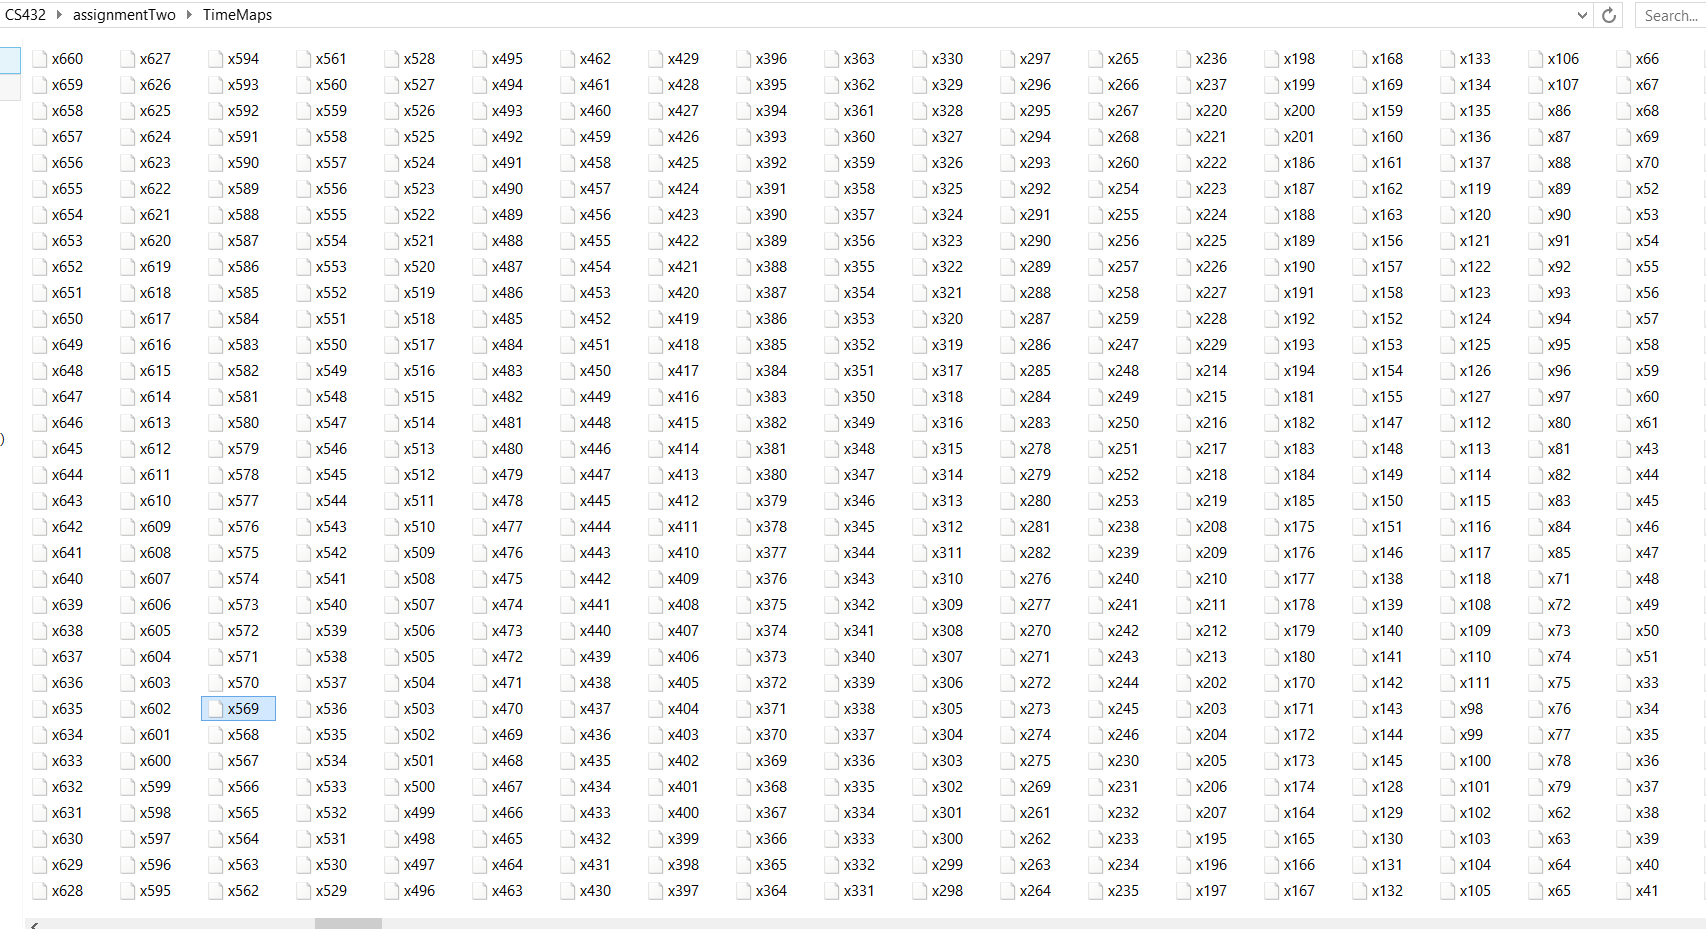 CS432 assignmentTwo TimeMaps Search...
x660 x627 x594 x561 x528 x495 x462 x429 x396 x363 x330 x297 x265 x236 x198 x168 x133 x106 x66
x659 x626 x593 x560 x527 x494 x461 x428 x395 x362 x329 x296 x266 x237 x199 x169 x134 x107 x67
x658 x625 x592 x559 x526 x493 x460 x427 x394 x361 x328 x295 x267 x220 x200 x159 x135 x86 x68
x657 x624 x591 x558 x525 x492 x459 x426 x393 x360 x327 x294 x268 x221 x201 x160 x136 x87 x69
x656 x623 x590 x557 x524 x491 x458 x425 x392 x359 x326 x293 x260 x222 x186 x161 x137 x88 x70
x655 x622 x589 x556 x523 x490 x457 x424 x391 x358 x325 x292 x254 x223 x187 x162 x119 x89 x52
x654 x621 x588 x555 x522 x489 x456 x423 x390 x357 x324 x291 x255 x224 x188 x163 x120 x90 x53
x653 x620 x587 x554 x521 x488 x455 x422 x389 x356 x323 x290 x256 x225 x189 x156 x121 x91 x54
x652 x619 x586 x553 x520 x487 x454 x421 x388 x355 x322 x289 x257 x226 x190 x157 x122 x92 x55
x651 x618 x585 x552 x519 x486 x453 x420 x387 x354 x321 x288 x258 x227 x191 x158 x123 x93 x56
x650 x617 x584 x551 x518 x485 x452 x419 x386 x353 x320 x287 x259 x228 x192 x152 x124 x94 x57
x649 x616 x583 x550 x517 x484 x451 x418 x385 x352 x319 x286 x247 x229 x193 x153 x125 x95 x58
x648 x615 x582 x549 x516 x483 x450 x417 x384 x351 x317 x285 x248 x214 x194 x154 x126 x96 x59
x647 x614 x581 x548 x515 x482 x449 x416 x383 x350 x318 x284 x249 x215 x181 x155 x127 x97 x60
x646 x613 x580 x547 x514 x481 x448 x415 x382 x349 x316 x283 x250 x216 x182 x147 x112 x80 x61
)
x645 x612 x579 x546 x513 x480 x446 x414 x381 x348 x315 x278 x251 x217 x183 x148 x113 x81 x43
x644 x611 x578 x545 x512 x479 x447 x413 x380 x347 x314 x279 x252 x218 x184 x149 x114 x82 x44
x643 x610 x577 x544 x511 x478 x445 x412 x379 x346 x313 x280 x253 x219 x185 x150 x115 x83 x45
x642 x609 x576 x543 x510 x477 x444 x411 x378 x345 x312 x281 x238 x208 x175 x151 x116 x84 x46
x641 x608 x575 x542 x509 x476 x443 x410 x377 x344 x311 x282 x239 x209 x176 x146 x117 x85 x47
x640 x607 x574 x541 x508 x475 x442 x409 x376 x343 x310 x276 x240 x210 x177 x138 x118 x71 x48
x639 x606 x573 x540 x507 x474 x441 x408 x375 x342 x309 x277 x241 x211 x178 x139 x108 x72 x49
x638 x605 x572 x539 x506 x473 x440 x407 x374 x341 x308 x270 x242 x212 x179 x140 x109 x73 x50
x637 x604 x571 x538 x505 x472 x439 x406 x373 x340 x307 x271 x243 x213 x180 x141 x110 x74 x51
x636 x603 x570 x537 x504 x471 x438 x405 x372 x339 x306 x272 x244 x202 x170 x142 x111 x75 x33
x635 x602 x569 x536 x503 x470 x437 x404 x371 x338 x305 x273 x245 x203 x171 x143 x98 x76 x34
x634 x601 x568 x535 x502 x469 x436 x403 x370 x337 x304 x274 x246 x204 x172 x144 x99 x77 x35
x633 x600 x567 x534 x501 x468 x435 x402 x369 x336 x303 x275 x230 x205 x173 x145 x100 x78 x36
x632 x599 x566 x533 x500 x467 x434 x401 x368 x335 x302 x269 x231 x206 x174 x128 x101 x79 x37
x631 x598 x565 x532 x499 x466 x433 x400 x367 x334 x301 x261 x232 x207 x164 x129 x102 x62 x38
x630 x597 x564 x531 x498 x465 x432 x399 x366 x333 x300 x262 x233 x195 x165 x130 x103 x63 x39
x629 x596 x563 x530 x497 x464 x431 x398 x365 x332 x299 x263 x234 x196 x166 x131 x104 x64 x40
x628 x595 x562 x529 x496 x463 x430 x397 x364 x331 x298 x264 x235 x197 x167 x132 x105 x65 x41